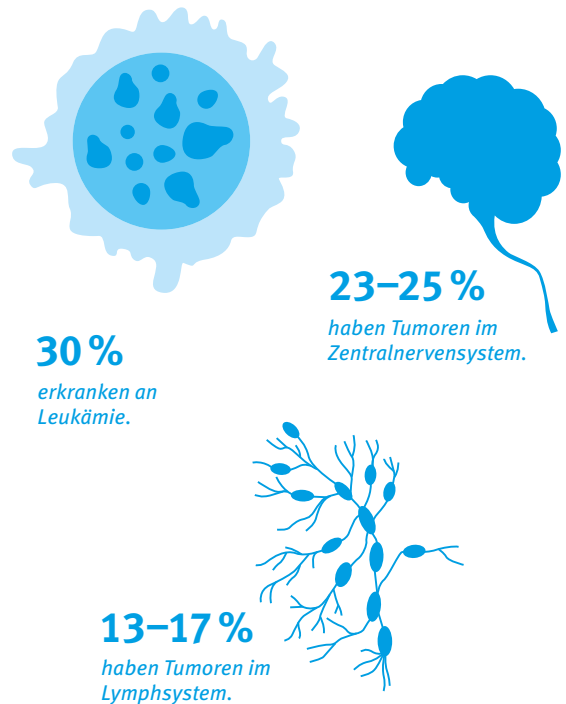 30 %
erkranken an
Leukämie.
23–25 %
haben Tumoren im
Zentralnervensystem.
13–17 %
haben Tumoren im
Lymphsystem.